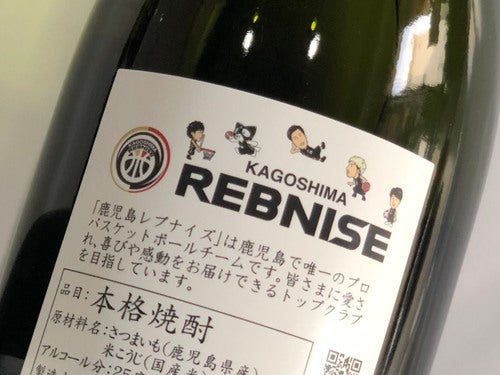 KAGOSHIMA
REBNISE
「鹿児島レブナイズ」は鹿児島で唯一のプロ
バスケットボールチームです。皆さまに愛さ
れ、喜びや感動をお届けできるトップクラブ
を目指しています。
品目:本格焼酎
原材料名:さつまいも(鹿児島県産)
米こうじ(国産米)
アルコール分:25